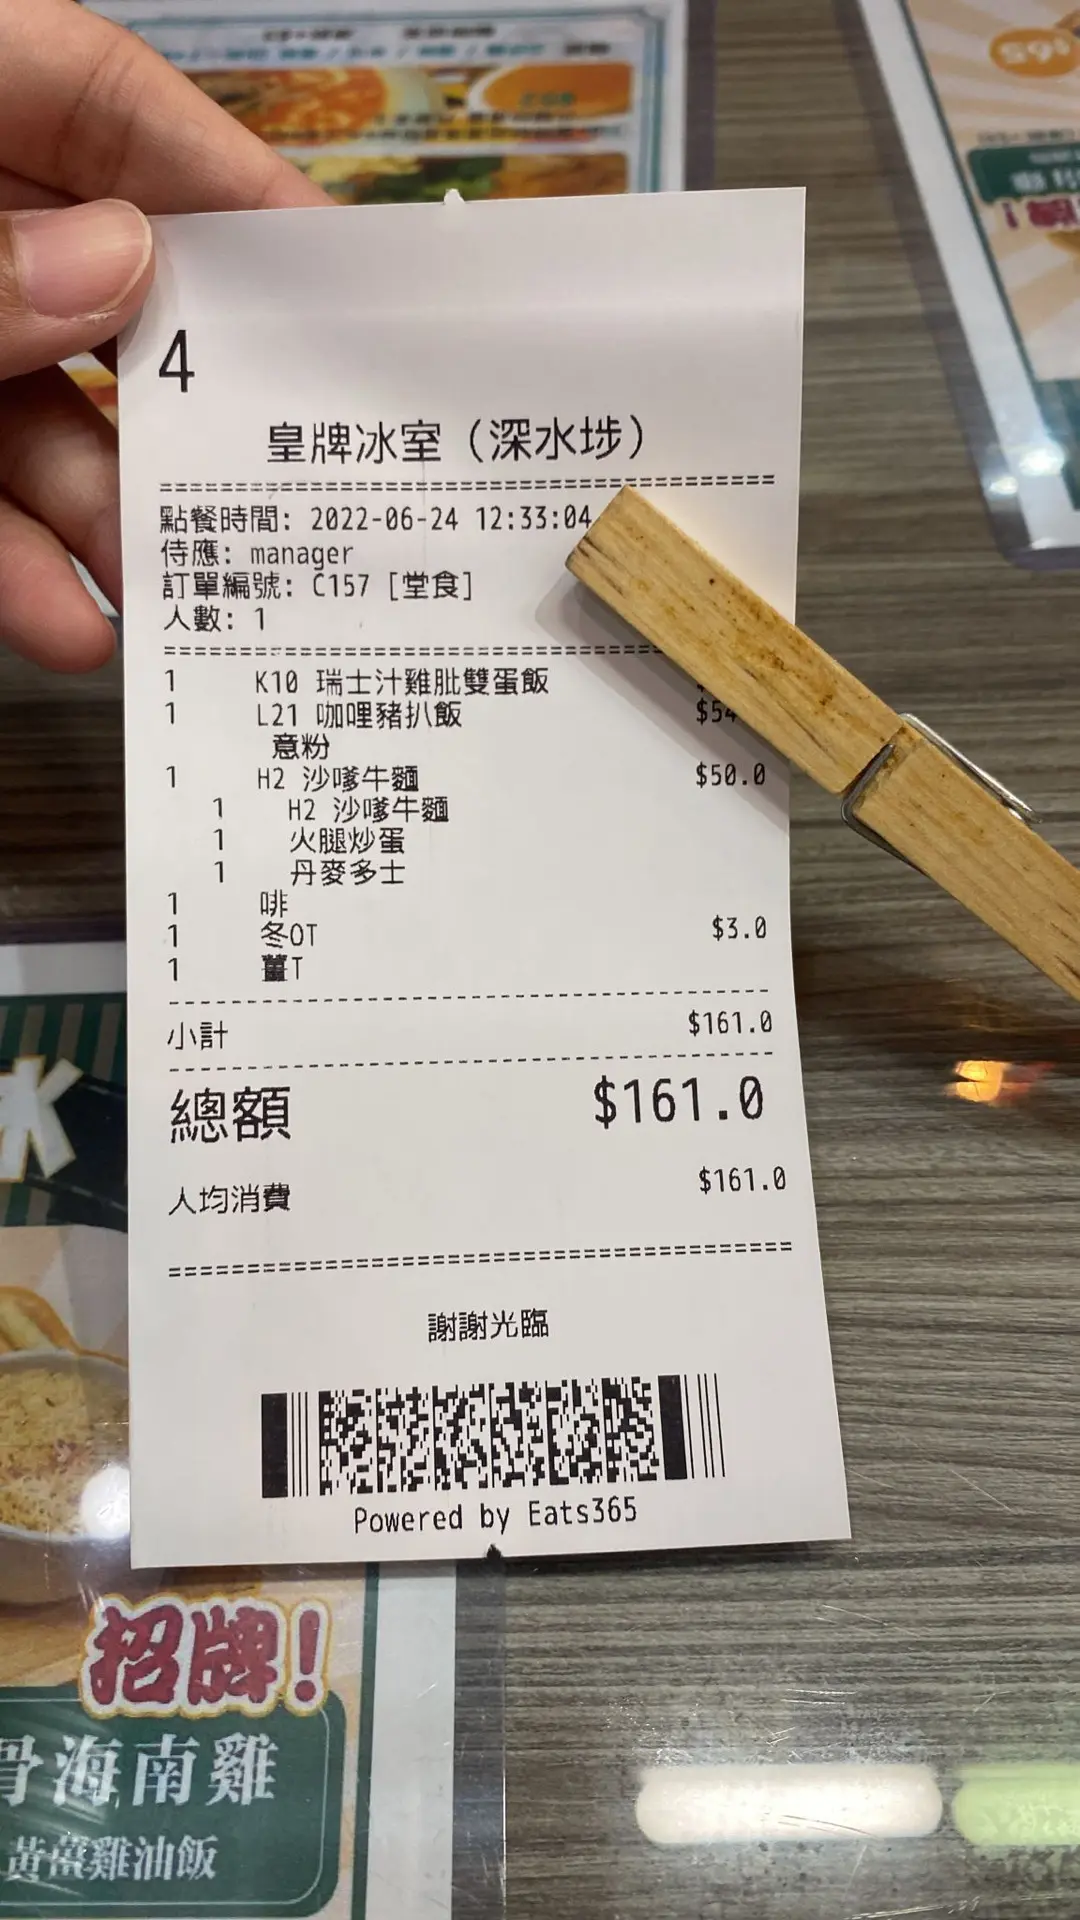 4
皇牌冰室（深水埗）
點餐時間: 2022-06-24 12:33:04
侍應: manager
訂單編號: C157 [堂食]
人數: 1
1 K10 瑞士汁雞肶雙蛋飯
1 L21 咖哩豬扒飯 $54
意粉
1 H2 沙嗲牛麵 $50.0
1 H2 沙嗲牛麵
1 火腿炒蛋
1 丹麥多士
1 啡
1 冬OT $3.0
1 薑T
小計 $161.0
總額 $161.0
人均消費 $161.0
謝謝光臨
Powered by Eats365
招牌!
骨海南雞
黃薑雞油飯